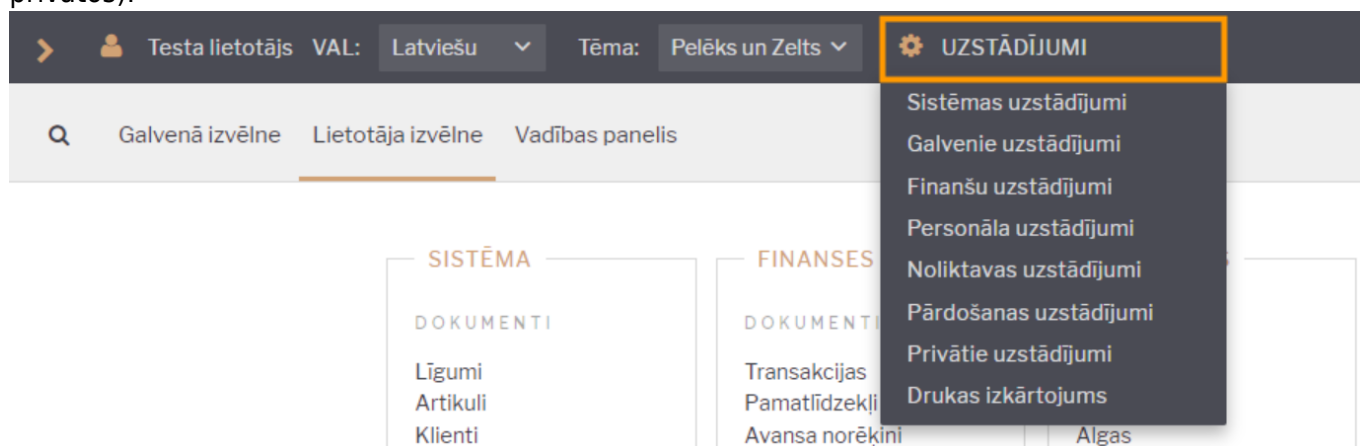 Testa lietotājs VAL: Latviešu Tēma: Pelēks un Zelts UZSTĀDĪJUMI
Galvenā izvēlne Lietotāja izvēlne Vadības panelis
Sistēmas uzstādījumi
Galvenie uzstādījumi
Finanšu uzstādījumi
Personāla uzstādījumi
Noliktavas uzstādījumi
Pārdošanas uzstādījumi
Privātie uzstādījumi
Drukas izkārtojums
SISTĒMA
DOKUMENTI
Līgumi
Artikuli
Klienti
FINANSES
DOKUMENTI
Transakcijas
Pamatlīdzekļi
Avansa norēķini
Algas